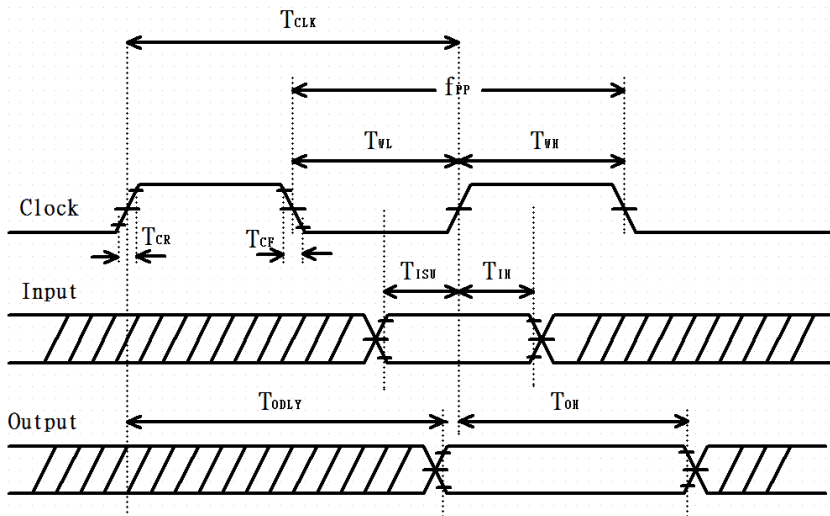 TCLK
fPP
TWL TWH
Clock
TCR TCF
TISU TIH
Input
TODLY TOH
Output